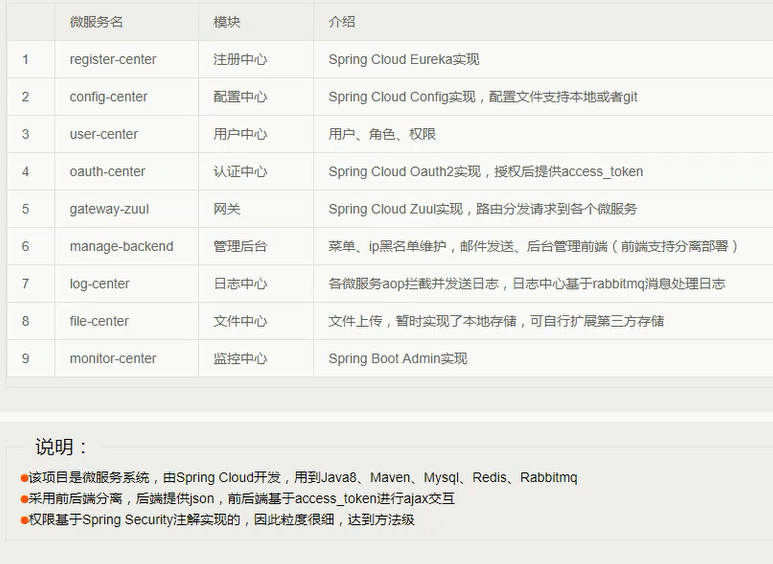 微服务名 模块 介绍
1 register-center 注册中心 Spring Cloud Eureka实现
2 config-center 配置中心 Spring Cloud Config实现，配置文件支持本地或者git
3 user-center 用户中心 用户、角色、权限
4 oauth-center 认证中心 Spring Cloud Oauth2实现，授权后提供access_token
5 gateway-zuul 网关 Spring Cloud Zuul实现，路由分发请求到各个微服务
6 manage-backend 管理后台 菜单、ip黑名单维护，邮件发送、后台管理前端（前端支持分离部署）
7 log-center 日志中心 各微服务aop拦截并发送日志，日志中心基于rabbitmq消息处理日志
8 file-center 文件中心 文件上传，暂时实现了本地存储，可自行扩展第三方存储
9 monitor-center 监控中心 Spring Boot Admin实现
说明：
●该项目是微服务系统，由Spring Cloud开发，用到Java8、Maven、Mysql、Redis、Rabbitmq
●采用前后端分离，后端提供json，前后端基于access_token进行ajax交互
●权限基于Spring Security注解实现的，因此粒度很细，达到方法级